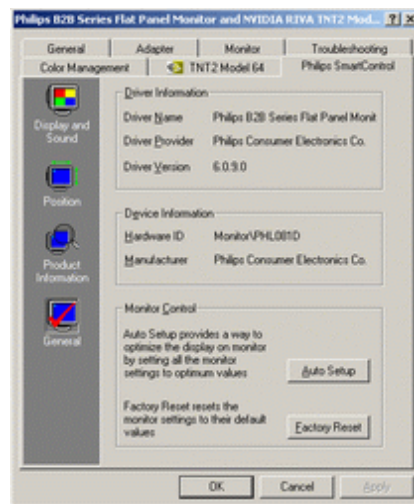 Philips B2B Series Flat Panel Monitor and NVIDIA RIVA TNT2 Mod...
General Adapter Monitor Troubleshooting
Color Management TNT2 Model 64 Philips SmartControl
Display and
Sound
Position
Product
Information
General
Driver Information
Driver Name Philips B2B Series Flat Panel Monit
Driver Provider Philips Consumer Electronics Co.
Driver Version 6.0.9.0
Device Information
Hardware ID Monitor\PHL081D
Manufacturer Philips Consumer Electronics Co.
Monitor Control
Auto Setup provides a way to
optimize the display on monitor
by setting all the monitor
settings to optimum values
Auto Setup
Factory Reset resets the
monitor settings to their default
values
Factory Reset
OK Cancel Apply